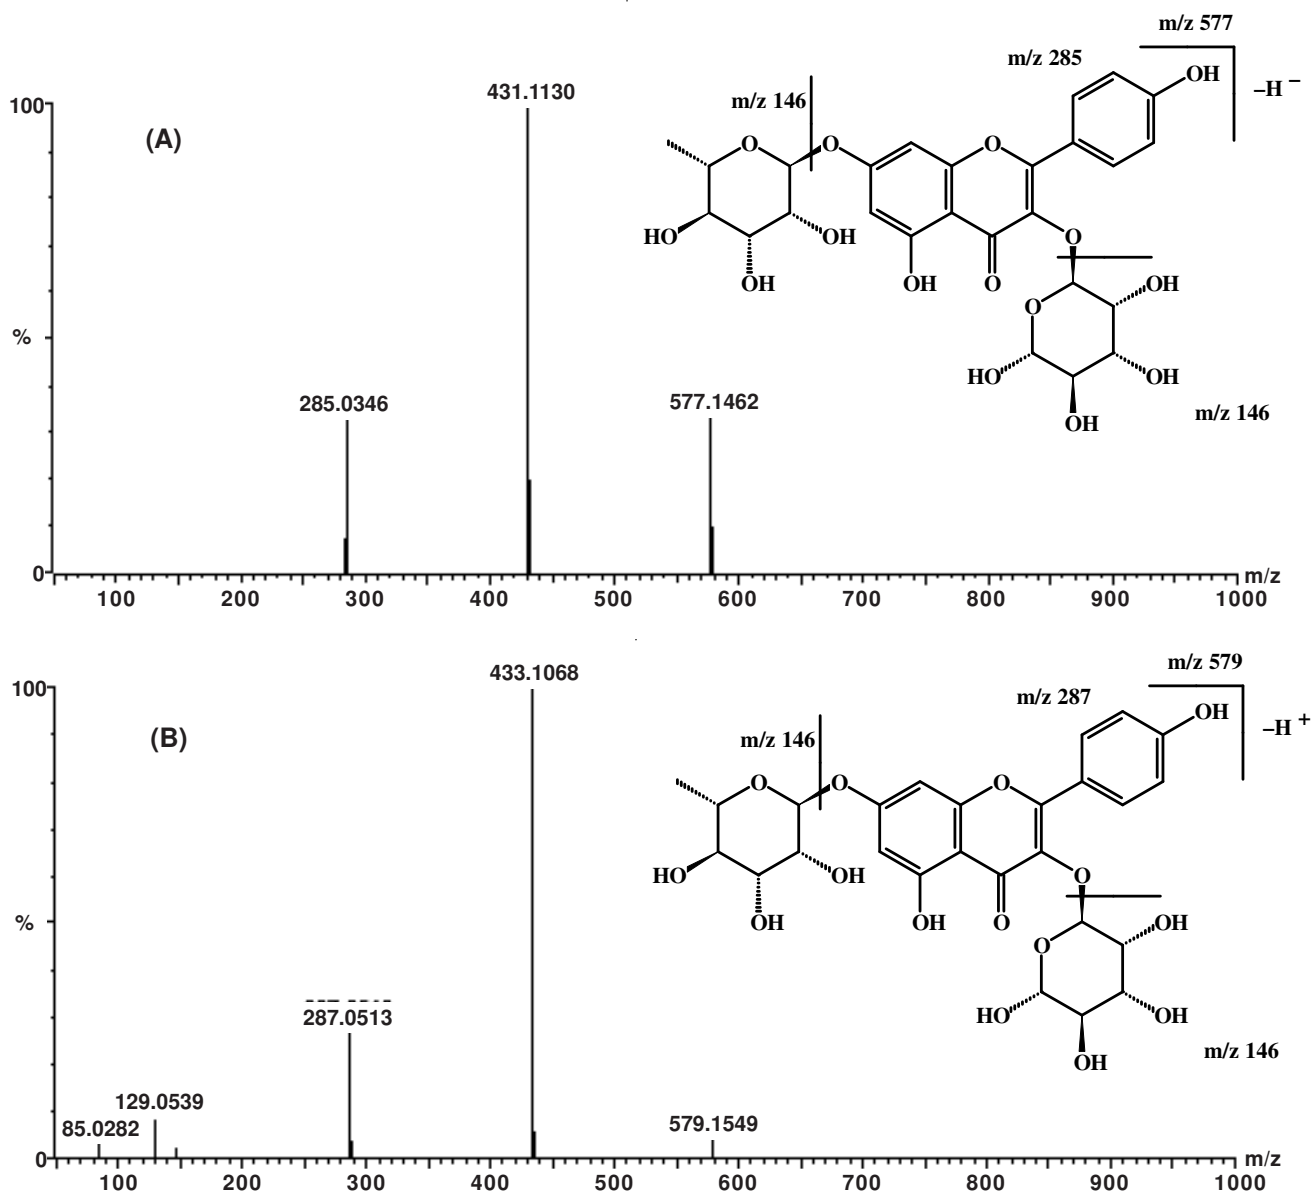 m/z 577
m/z 285
OH
–H –
431.1130
100
(A)
m/z 146
O
O
O
HO
OH
O
OH
OH
O
OH
O
%
HO
OH
285.0346
577.1462
m/z 146
OH
0
m/z
100 200 300 400 500 600 700 800 900 1000
m/z 579
433.1068
100
m/z 287
OH
–H +
(B)
m/z 146
O
O
O
HO
OH
O
OH
OH
O
OH
%
O
HO
OH
287.0513
m/z 146
OH
129.0539
85.0282
579.1549
0
m/z
100 200 300 400 500 600 700 800 900 1000